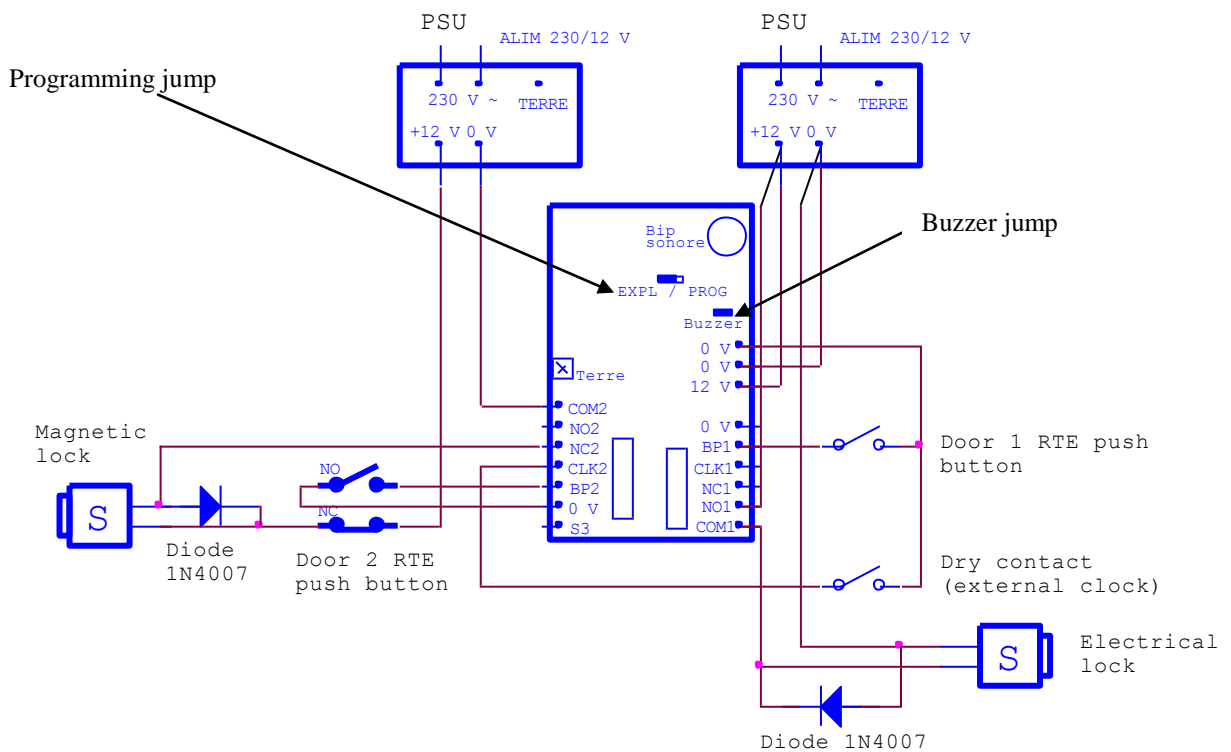 PSU
ALIM 230/12 V
PSU
ALIM 230/12 V
Programming jump
230 V ~
TERRE
+12 V 0 V
230 V ~
TERRE
+12 V 0 V
Bip
sonore
Buzzer jump
EXPL / PROG
Buzzer
0 V
0 V
12 V
Terre
COM2
NO2
NC2
CLK2
BP2
0 V
S3
0 V
BP1
CLK1
NC1
NO1
COM1
Magnetic
lock
S
Diode
1N4007
NO
NC
Door 2 RTE
push button
Door 1 RTE push
button
Dry contact
(external clock)
S
Electrical
lock
Diode 1N4007